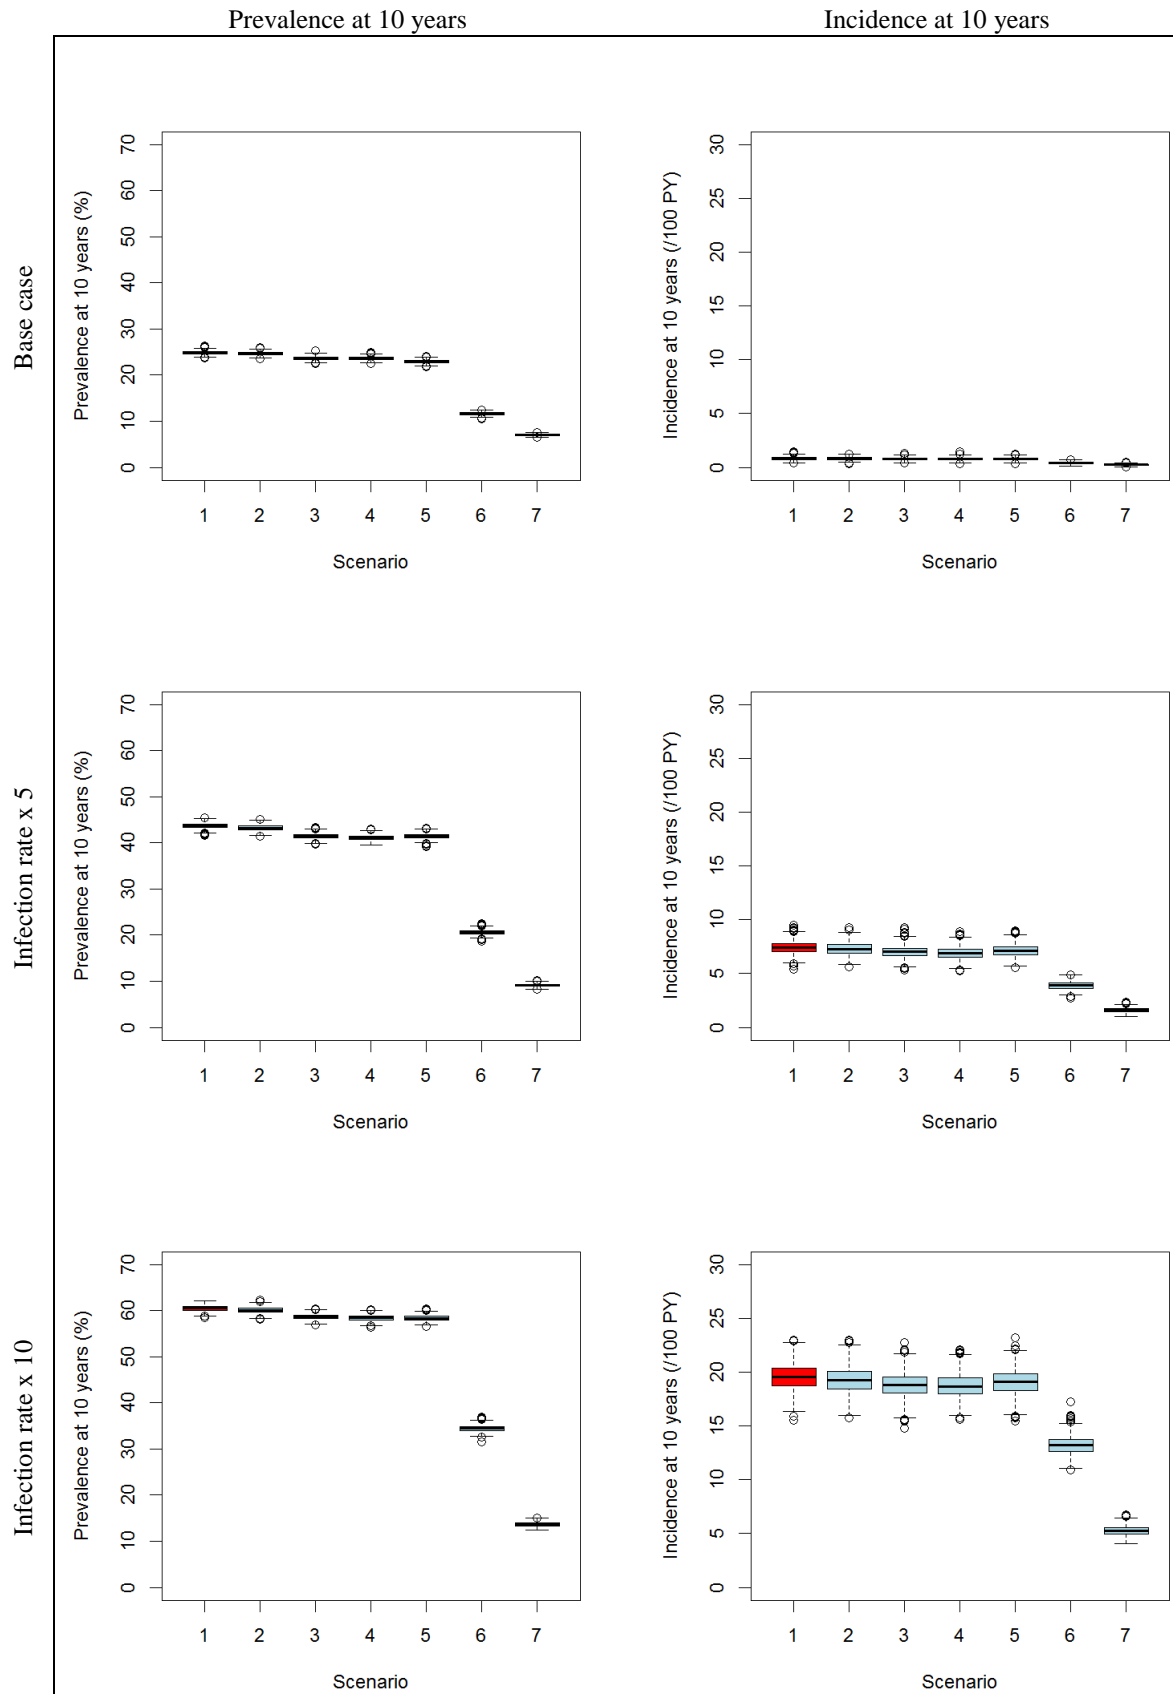 Prevalence at 10 years Incidence at 10 years
Base case
Prevalence at 10 years (%)
70
60
50
40
30
20
10
0
1 2 3 4 5 6 7
Scenario
Incidence at 10 years (/100 PY)
30
25
20
15
10
5
0
1 2 3 4 5 6 7
Scenario
Infection rate x 5
Prevalence at 10 years (%)
70
60
50
40
30
20
10
0
1 2 3 4 5 6 7
Scenario
Incidence at 10 years (/100 PY)
30
25
20
15
10
5
0
1 2 3 4 5 6 7
Scenario
Infection rate x 10
Prevalence at 10 years (%)
70
60
50
40
30
20
10
0
1 2 3 4 5 6 7
Scenario
Incidence at 10 years (/100 PY)
30
25
20
15
10
5
0
1 2 3 4 5 6 7
Scenario